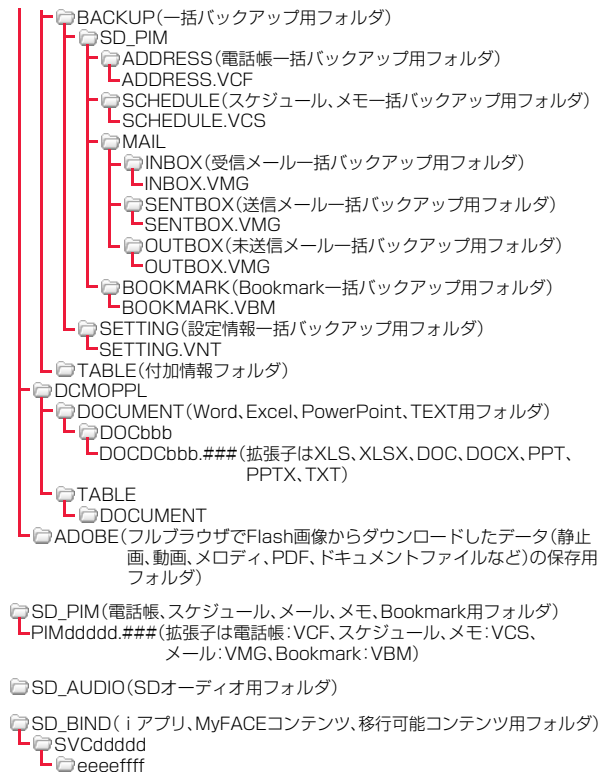 BACKUP(一括バックアップ用フォルダ)
SD_PIM
ADDRESS(電話帳一括バックアップ用フォルダ)
ADDRESS.VCF
SCHEDULE(スケジュール、メモ一括バックアップ用フォルダ)
SCHEDULE.VCS
MAIL
INBOX(受信メール一括バックアップ用フォルダ)
INBOX.VMG
SENTBOX(送信メール一括バックアップ用フォルダ)
SENTBOX.VMG
OUTBOX(未送信メール一括バックアップ用フォルダ)
OUTBOX.VMG
BOOKMARK(Bookmark一括バックアップ用フォルダ)
BOOKMARK.VBM
SETTING(設定情報一括バックアップ用フォルダ)
SETTING.VNT
TABLE(付加情報フォルダ)
DCMOPPL
DOCUMENT(Word、Excel、PowerPoint、TEXT用フォルダ)
DOCbbb
DOCDCbbb.###(拡張子はXLS、XLSX、DOC、DOCX、PPT、
PPTX、TXT)
TABLE
DOCUMENT
ADOBE(フルブラウザでFlash画像からダウンロードしたデータ(静止
画、動画、メロディ、PDF、ドキュメントファイルなど)の保存用
フォルダ)
SD_PIM(電話帳、スケジュール、メール、メモ、Bookmark用フォルダ)
PIMddddd.###(拡張子は電話帳:VCF、スケジュール、メモ:VCS、
メール:VMG、Bookmark:VBM)
SD_AUDIO(SDオーディオ用フォルダ)
SD_BIND(iアプリ、MyFACEコンテンツ、移行可能コンテンツ用フォルダ)
SVCddddd
eeeeffff